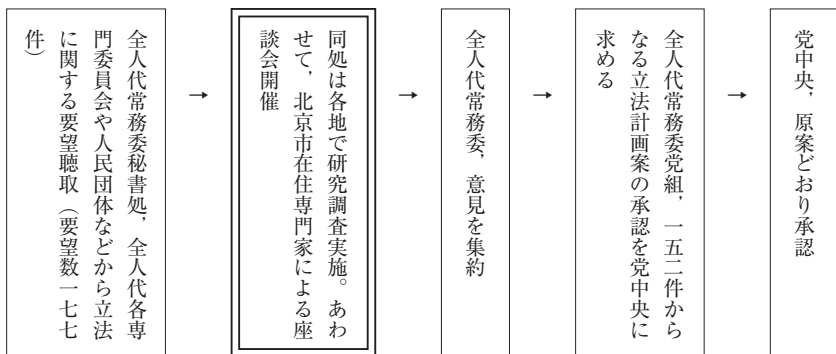 全人代常務委秘書処，全人代各専
門委員会や人民団体などから立法
に関する要望聴取（要望数一七七
件）
→
同処は各地で研究調査実施。あわ
せて，北京市在住専門家による座
談会開催
→
全人代常務委，意見を集約
→
全人代常務委党組，一五二件から
なる立法計画案の承認を党中央に
求める
→
党中央，原案どおり承認